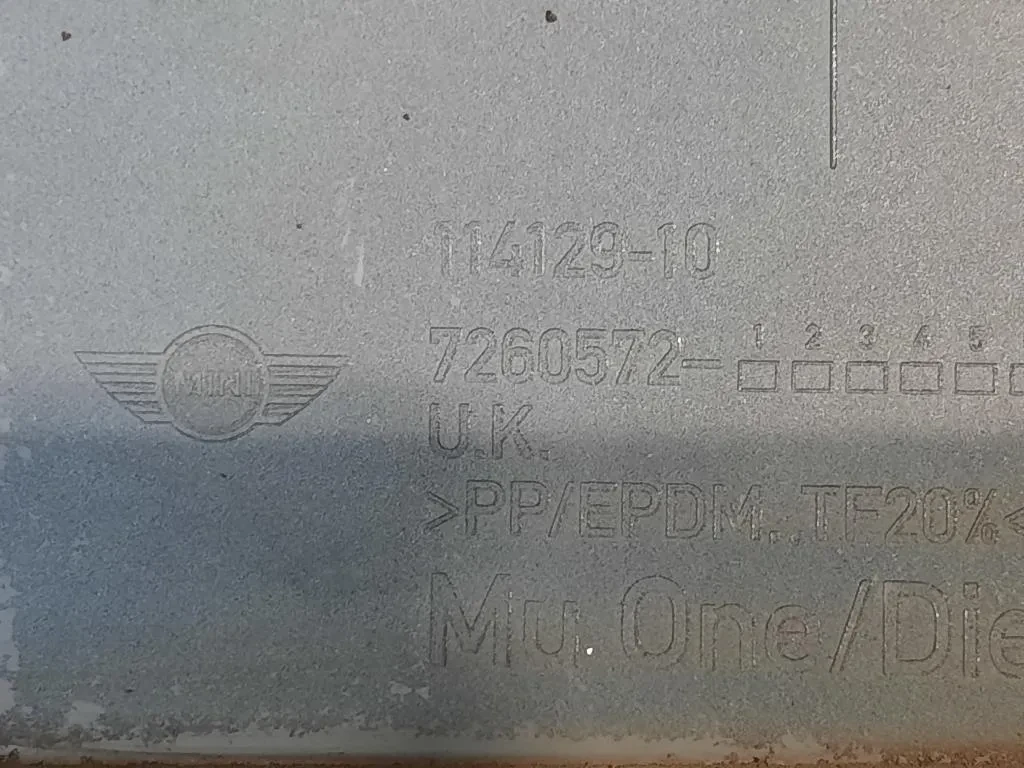 114129-10
1 2 3 4 5
7260572-
MINI
U.K.
>PP/EPDM..TF20%<
Mu One/Die